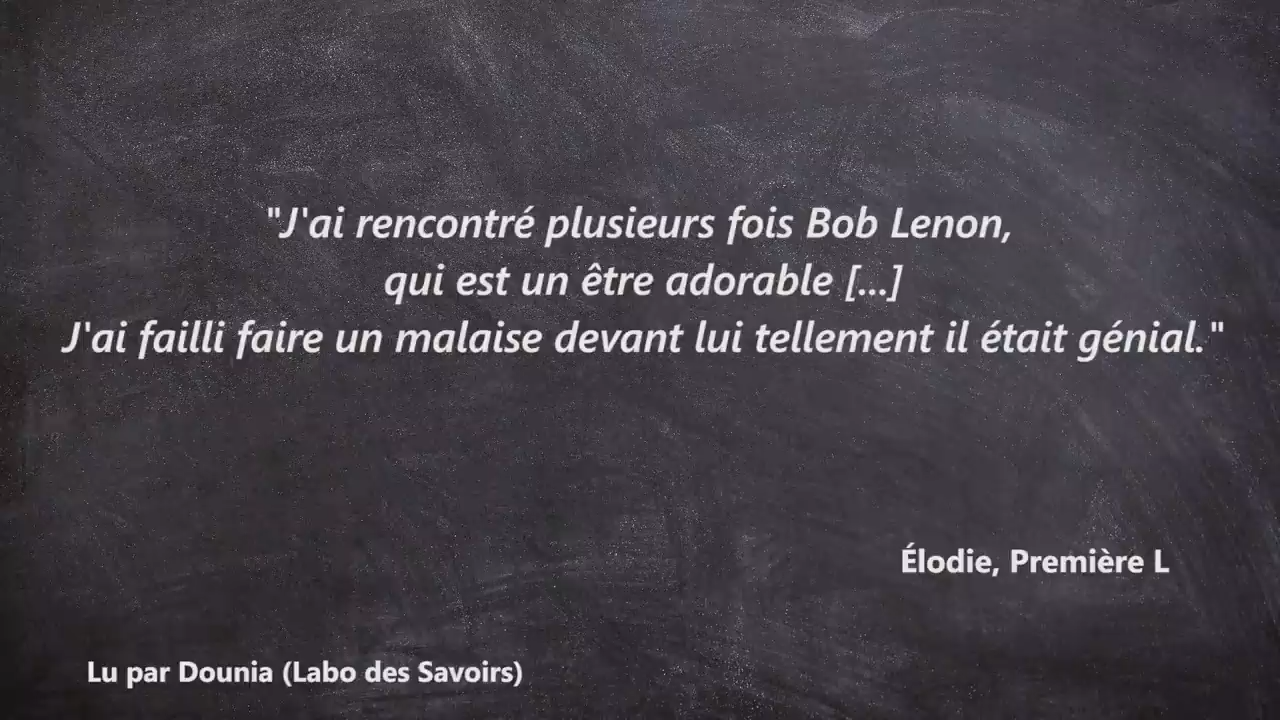 "J'ai rencontré plusieurs fois Bob Lenon,
qui est un être adorable [...]
J'ai failli faire un malaise devant lui tellement il était génial."
Élodie, Première L
Lu par Dounia (Labo des Savoirs)